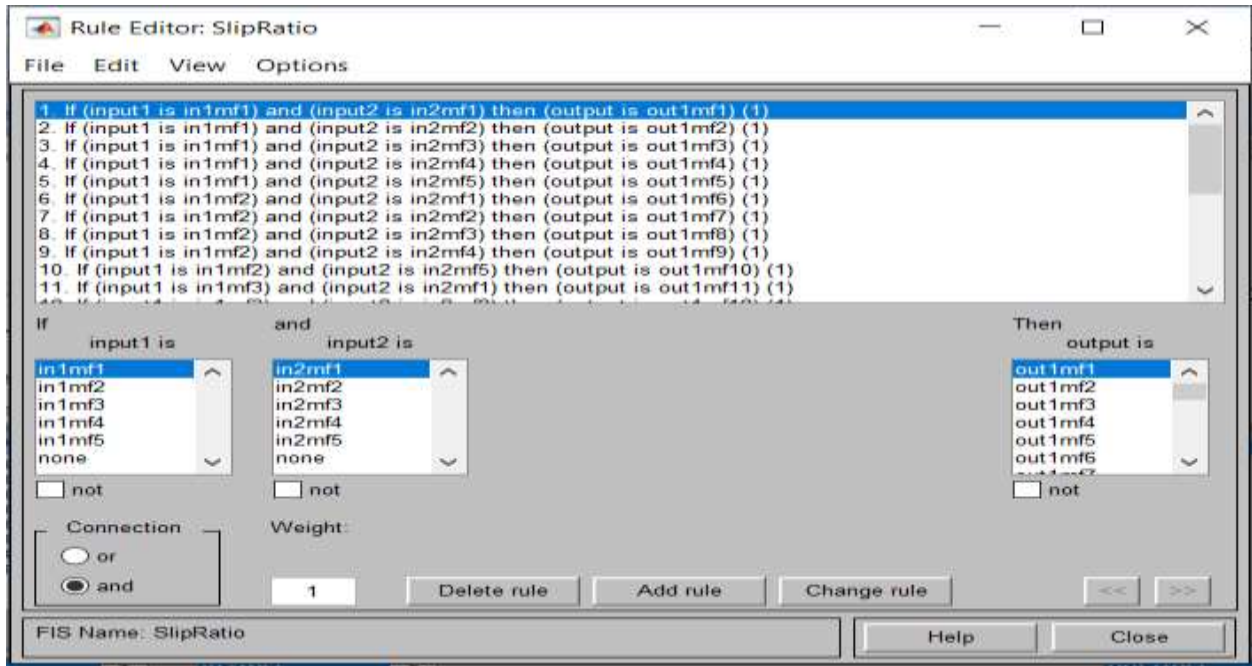 Rule Editor: SlipRatio
File Edit View Options
1. If (input1 is in1mf1) and (input2 is in2mf1) then (output is out1mf1) (1)
2. If (input1 is in1mf1) and (input2 is in2mf2) then (output is out1mf2) (1)
3. If (input1 is in1mf1) and (input2 is in2mf3) then (output is out1mf3) (1)
4. If (input1 is in1mf1) and (input2 is in2mf4) then (output is out1mf4) (1)
5. If (input1 is in1mf1) and (input2 is in2mf5) then (output is out1mf5) (1)
6. If (input1 is in1mf2) and (input2 is in2mf1) then (output is out1mf6) (1)
7. If (input1 is in1mf2) and (input2 is in2mf2) then (output is out1mf7) (1)
8. If (input1 is in1mf2) and (input2 is in2mf3) then (output is out1mf8) (1)
9. If (input1 is in1mf2) and (input2 is in2mf4) then (output is out1mf9) (1)
10. If (input1 is in1mf2) and (input2 is in2mf5) then (output is out1mf10) (1)
11. If (input1 is in1mf3) and (input2 is in2mf1) then (output is out1mf11) (1)
If and Then
input1 is input2 is output is
in1mf1 in2mf1 out1mf1
in1mf2 in2mf2 out1mf2
in1mf3 in2mf3 out1mf3
in1mf4 in2mf4 out1mf4
in1mf5 in2mf5 out1mf5
none none out1mf6
not not not
Connection Weight:
or
and 1 Delete rule Add rule Change rule << >>
FIS Name: SlipRatio Help Close